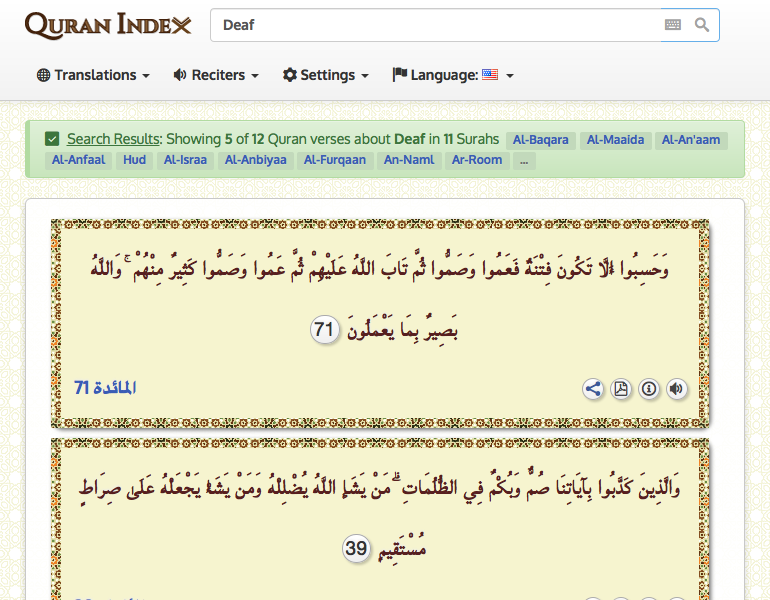 QURAN INDEX
Deaf
Translations Reciters Settings Language:
Search Results: Showing 5 of 12 Quran verses about Deaf in 11 Surahs Al-Baqara Al-Maaida Al-An'aam
Al-Anfaal Hud Al-Israa Al-Anbiyaa Al-Furqaan An-Naml Ar-Room ...
وَحَسِبُوا أَلَّا تَكُونَ فِتْنَةٌ فَعَمُوا وَصَمُّوا ثُمَّ تَابَ اللَّهُ عَلَيْهِمْ ثُمَّ عَمُوا وَصَمُّوا كَثِيرٌ مِنْهُمْ ۚ وَاللَّهُ
بَصِيرٌ بِمَا يَعْمَلُونَ 71
المائدة 71
وَالَّذِينَ كَذَّبُوا بِآيَاتِنَا صُمٌّ وَبُكْمٌ فِي الظُّلُمَاتِ ۗ مَنْ يَشَإِ اللَّهُ يُضْلِلْهُ وَمَنْ يَشَأْ يَجْعَلْهُ عَلَىٰ صِرَاطٍ
مُسْتَقِيمٍ 39